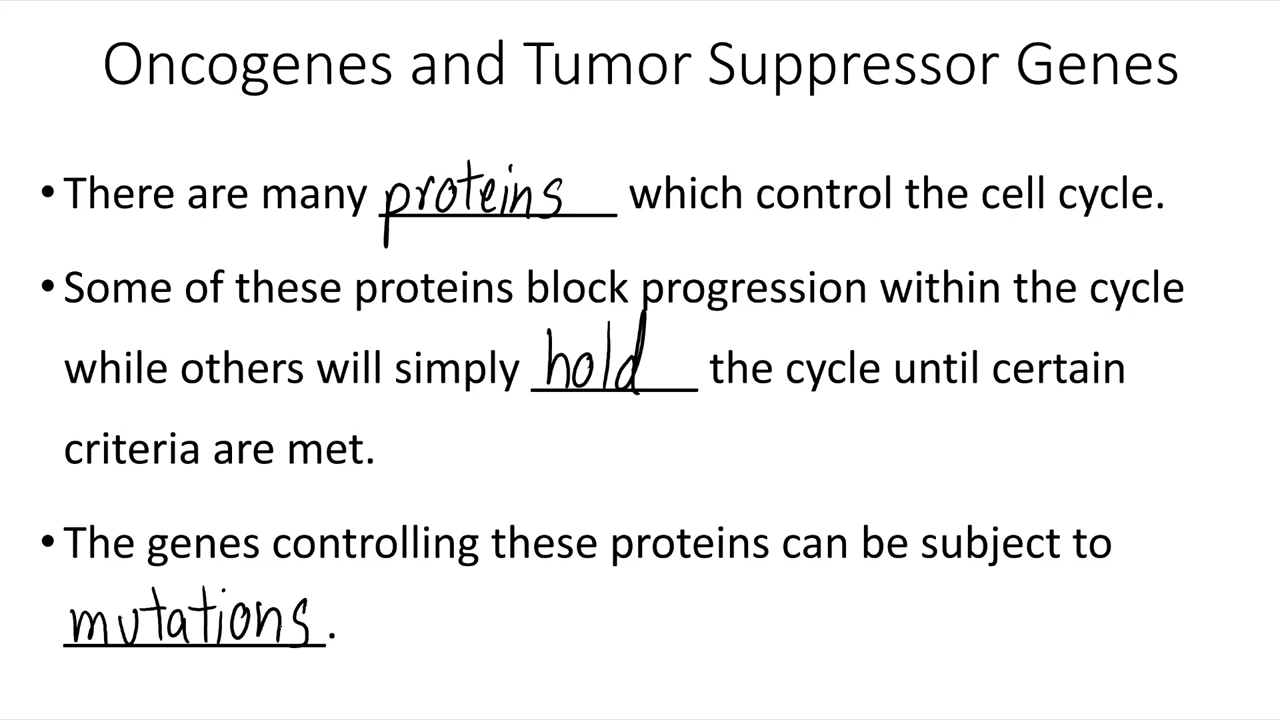 Oncogenes and Tumor Suppressor Genes
• There are many proteins which control the cell cycle.
• Some of these proteins block progression within the cycle
while others will simply hold the cycle until certain
criteria are met.
• The genes controlling these proteins can be subject to
mutations.